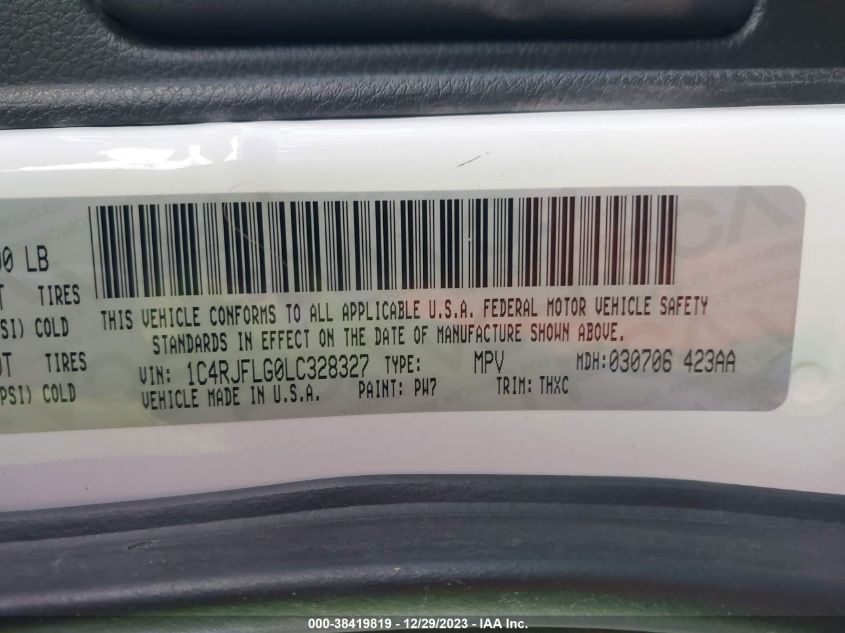 00 LB
THIS VEHICLE CONFORMS TO ALL APPLICABLE U.S.A. FEDERAL MOTOR VEHICLE SAFETY
STANDARDS IN EFFECT ON THE DATE OF MANUFACTURE SHOWN ABOVE.
TIRES
SI) COLD
TIRES
PSI) COLD
VIN: 1C4RJFLG0LC328327 TYPE: MPV MDH:030706 423AA
VEHICLE MADE IN U.S.A. PAINT: PW7 TRIM: THXC
000-38419819 - 12/29/2023 - IAA Inc.